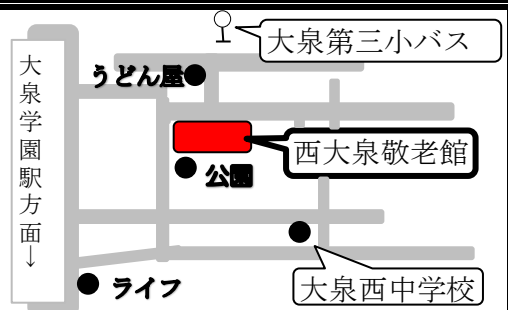 大泉第三小バス
うどん屋
大泉学園駅方面↓
西大泉敬老館
公園
大泉西中学校
ライフ